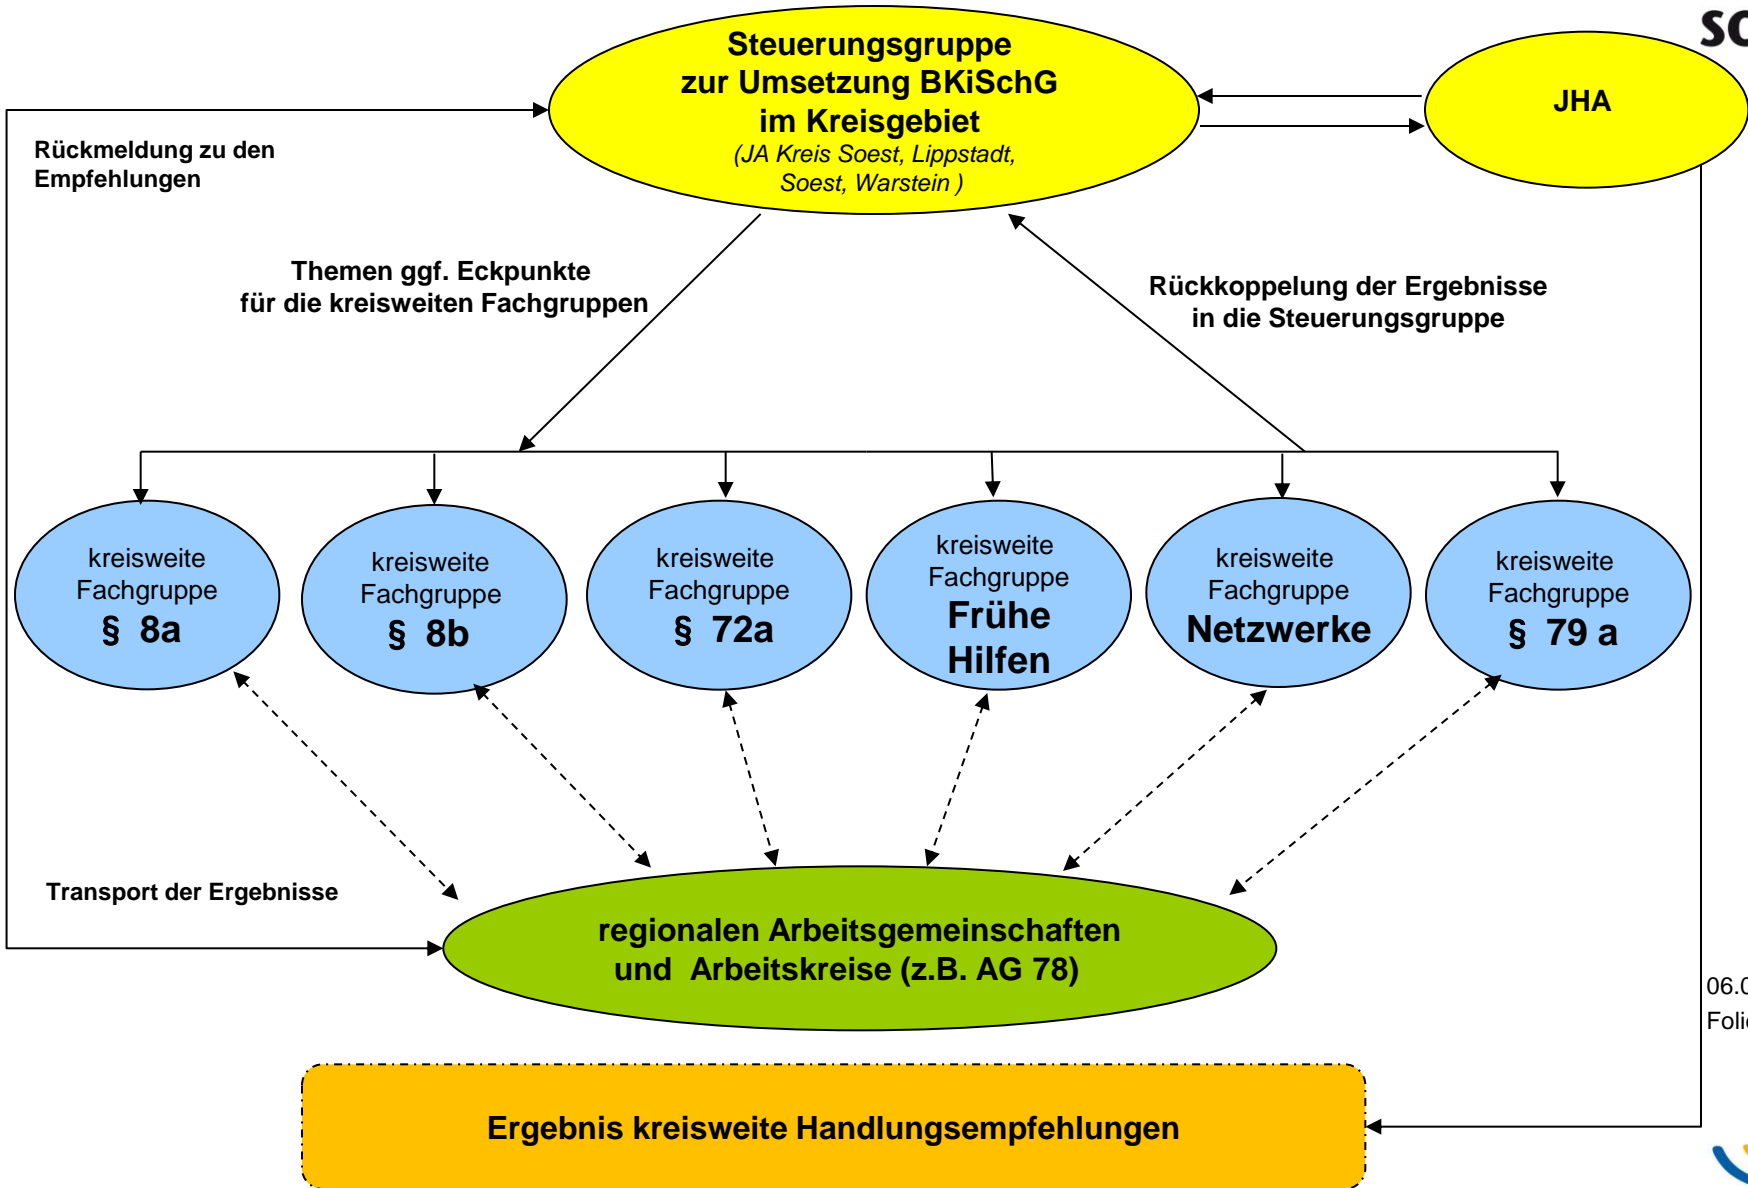 Steuerungsgruppe
zur Umsetzung BKiSchG
im Kreisgebiet
(JA Kreis Soest, Lippstadt,
Soest, Warstein )
JHA
Rückmeldung zu den
Empfehlungen
Themen ggf. Eckpunkte
für die kreisweiten Fachgruppen
Rückkoppelung der Ergebnisse
in die Steuerungsgruppe
kreisweite
Fachgruppe
§ 8a
kreisweite
Fachgruppe
§ 8b
kreisweite
Fachgruppe
§ 72a
kreisweite
Fachgruppe
Frühe
Hilfen
kreisweite
Fachgruppe
Netzwerke
kreisweite
Fachgruppe
§ 79 a
Transport der Ergebnisse
regionalen Arbeitsgemeinschaften
und Arbeitskreise (z.B. AG 78)
Ergebnis kreisweite Handlungsempfehlungen